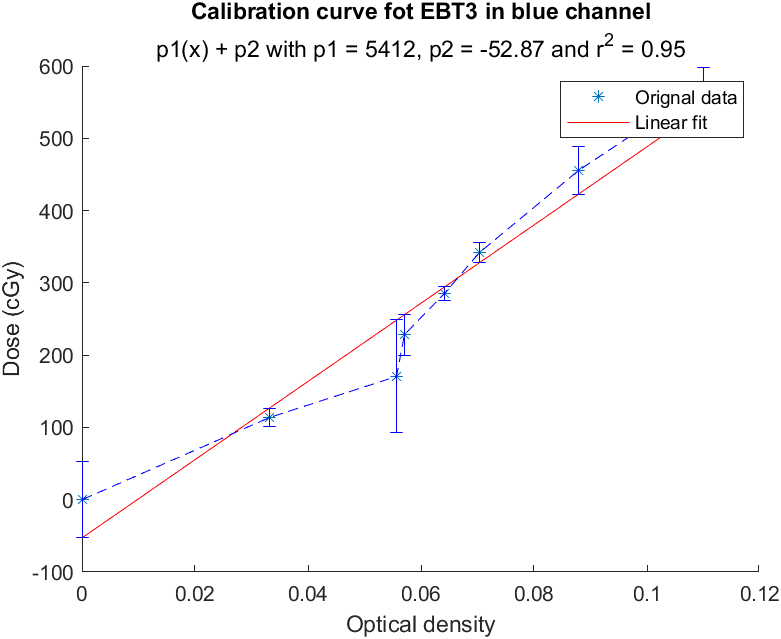 Calibration curve fot EBT3 in blue channel
p1(x) + p2 with p1 = 5412, p2 = -52.87 and r² = 0.95
600
500
400
300
200
100
0
-100
Dose (cGy)
Orignal data
Linear fit
0
0.02
0.04
0.06
0.08
0.1
0.12
Optical density